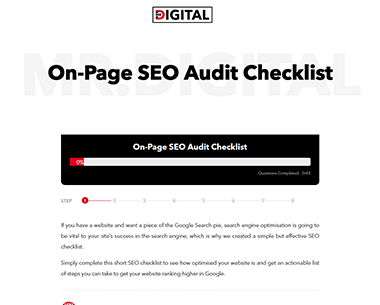 DIGITAL
MR.DIGITAL
On-Page SEO Audit Checklist
On-Page SEO Audit Checklist
0%
Questions Completed - 0/43
STEP 1 2 3 4 5 6 7 8
If you have a website and want a piece of the Google Search pie, search engine optimisation is going
to be vital to your site's success in the search engine, which is why we created a simple but effective SEO
checklist.
Simply complete this short SEO checklist to see how optimised your website is and get an actionable list
of steps you can take to get your website ranking higher in Google.